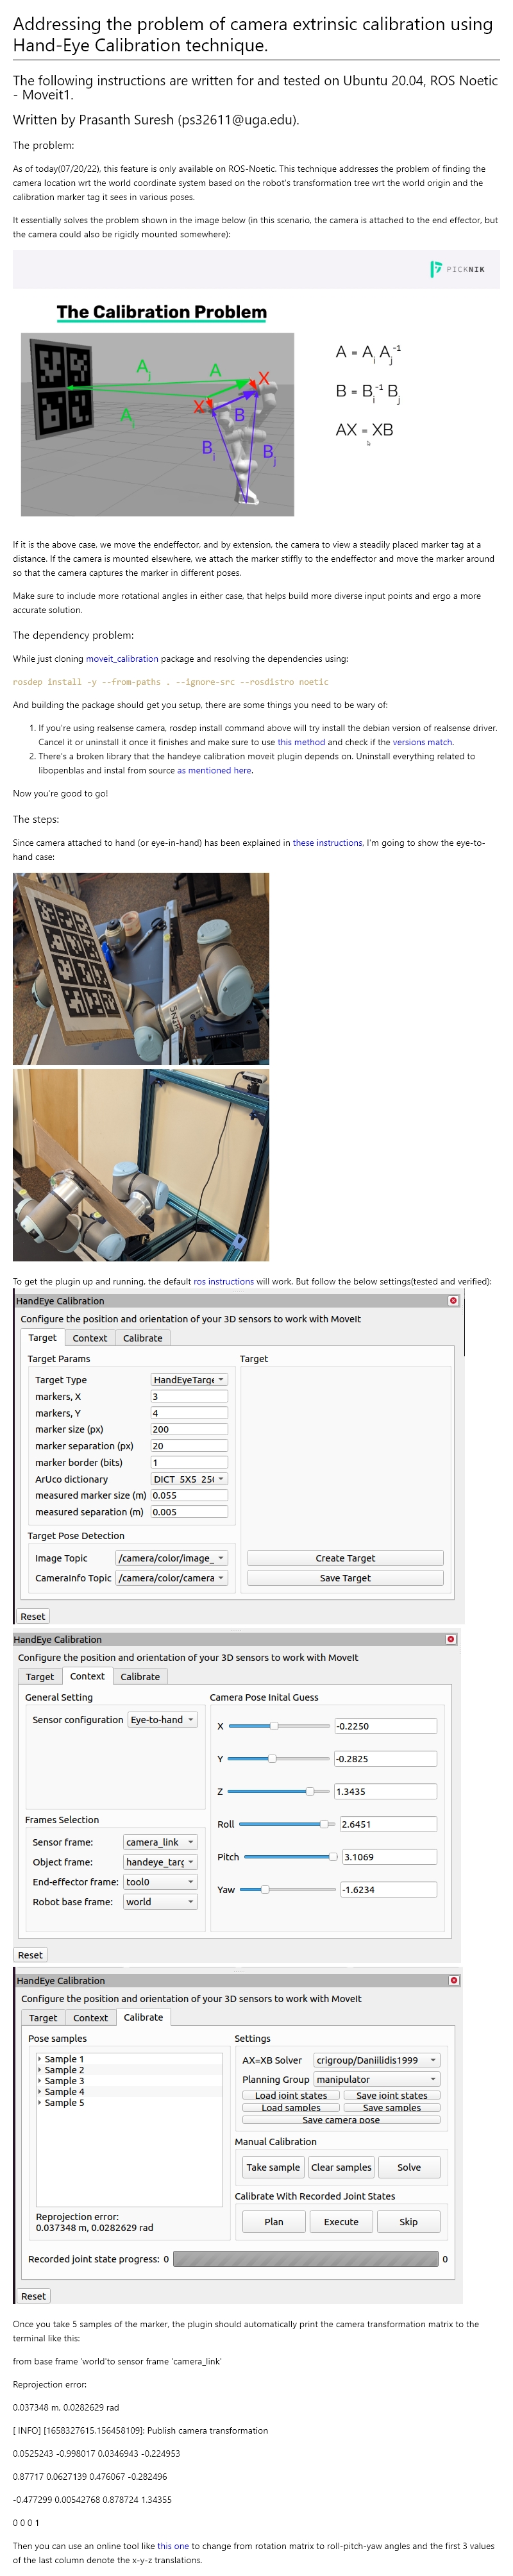 Addressing the problem of camera extrinsic calibration using
Hand-Eye Calibration technique.
The following instructions are written for and tested on Ubuntu 20.04, ROS Noetic
- Moveit1.
Written by Prasanth Suresh (ps32611@uga.edu).
The problem:
As of today(07/20/22), this feature is only available on ROS-Noetic. This technique addresses the problem of finding the
camera location wrt the world coordinate system based on the robot's transformation tree wrt the world origin and the
calibration marker tag it sees in various poses.
It essentially solves the problem shown in the image below (in this scenario, the camera is attached to the end effector, but
the camera could also be rigidly mounted somewhere):
PICKNIK
The Calibration Problem
A = Ai Aj-1
B = Bi-1 Bj
AX = XB
Aj
A
X
Ai
X
B
Bi
Bj
If it is the above case, we move the endeffector, and by extension, the camera to view a steadily placed marker tag at a
distance. If the camera is mounted elsewhere, we attach the marker stiffly to the endeffector and move the marker around
so that the camera captures the marker in different poses.
Make sure to include more rotational angles in either case, that helps build more diverse input points and ergo a more
accurate solution.
The dependency problem:
While just cloning moveit_calibration package and resolving the dependencies using:
rosdep install -y --from-paths . --ignore-src --rosdistro noetic
And building the package should get you setup, there are some things you need to be wary of:
1. If you're using realsense camera, rosdep install command above will try install the debian version of realsense driver.
Cancel it or uninstall it once it finishes and make sure to use this method and check if the versions match.
2. There's a broken library that the handeye calibration moveit plugin depends on. Uninstall everything related to
libopenblas and instal from source as mentioned here.
Now you're good to go!
The steps:
Since camera attached to hand (or eye-in-hand) has been explained in these instructions, I'm going to show the eye-to-
hand case:
To get the plugin up and running, the default ros instructions will work. But follow the below settings(tested and verified):
HandEye Calibration
Configure the position and orientation of your 3D sensors to work with MoveIt
Target Context Calibrate
Target Params
Target Type HandEyeTarge
markers, X 3
markers, Y 4
marker size (px) 200
marker separation (px) 20
marker border (bits) 1
ArUco dictionary DICT_5X5_25(
measured marker size (m) 0.055
measured separation (m) 0.005
Target Pose Detection
Image Topic /camera/color/image_
CameraInfo Topic /camera/color/camera
Target
Create Target
Save Target
Reset
HandEye Calibration
Configure the position and orientation of your 3D sensors to work with MoveIt
Target Context Calibrate
General Setting
Sensor configuration Eye-to-hand
Frames Selection
Sensor frame: camera_link
Object frame: handeye_targ
End-effector frame: tool0
Robot base frame: world
Camera Pose Inital Guess
X -0.2250
Y -0.2825
Z 1.3435
Roll 2.6451
Pitch 3.1069
Yaw -1.6234
Reset
HandEye Calibration
Configure the position and orientation of your 3D sensors to work with MoveIt
Target Context Calibrate
Pose samples
Sample 1
Sample 2
Sample 3
Sample 4
Sample 5
Reprojection error:
0.037348 m, 0.0282629 rad
Settings
AX=XB Solver crigroup/Daniilidis1999
Planning Group manipulator
Load joint states Save joint states
Load samples Save samples
Save camera pose
Manual Calibration
Take sample Clear samples Solve
Calibrate With Recorded Joint States
Plan Execute Skip
Recorded joint state progress: 0 0
Reset
Once you take 5 samples of the marker, the plugin should automatically print the camera transformation matrix to the
terminal like this:
from base frame 'world'to sensor frame 'camera_link'
Reprojection error:
0.037348 m, 0.0282629 rad
[ INFO] [1658327615.156458109]: Publish camera transformation
0.0525243 -0.998017 0.0346943 -0.224953
0.87717 0.0627139 0.476067 -0.282496
-0.477299 0.00542768 0.878724 1.34355
0 0 0 1
Then you can use an online tool like this one to change from rotation matrix to roll-pitch-yaw angles and the first 3 values
of the last column denote the x-y-z translations.